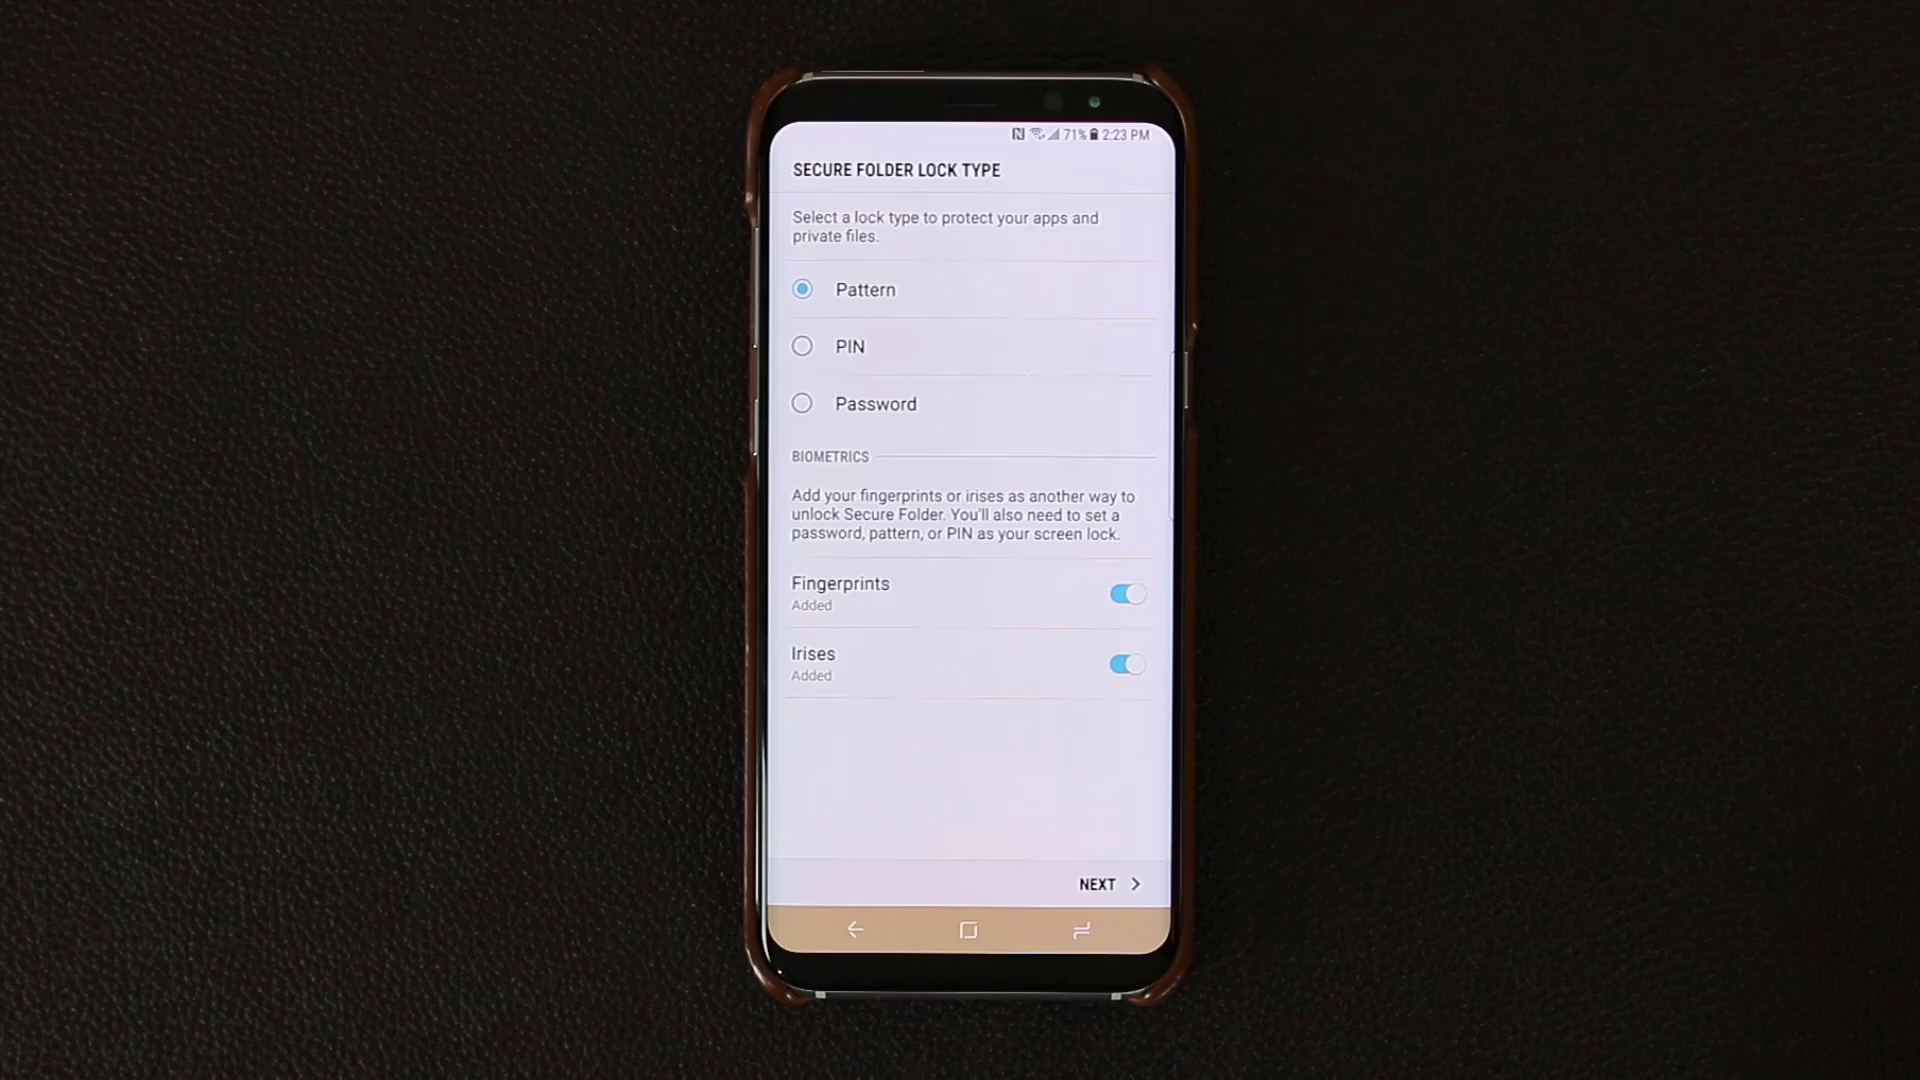 71% 2:23 PM
SECURE FOLDER LOCK TYPE
Select a lock type to protect your apps and
private files.
Pattern
PIN
Password
BIOMETRICS
Add your fingerprints or irises as another way to
unlock Secure Folder. You'll also need to set a
password, pattern, or PIN as your screen lock.
Fingerprints
Added
Irises
Added
NEXT